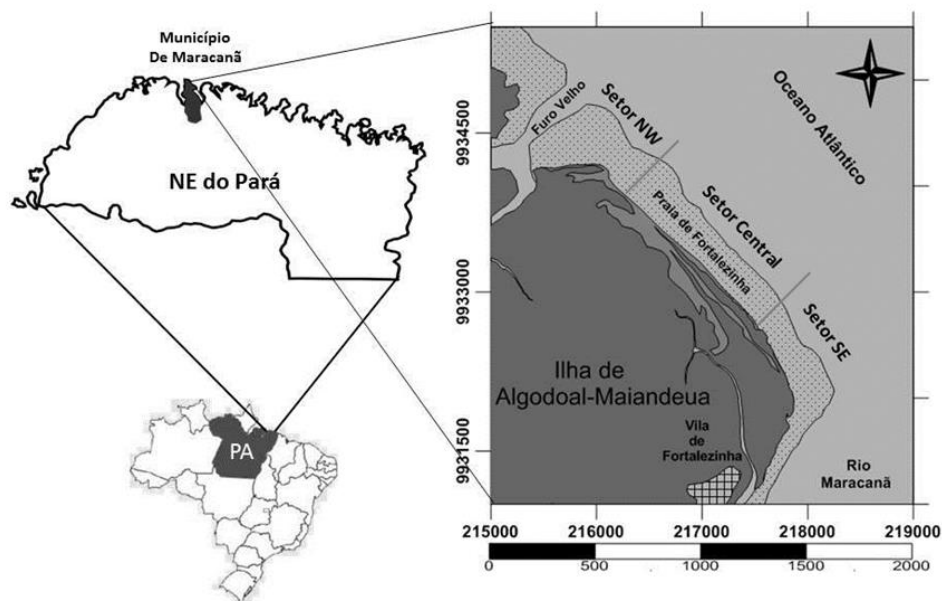 Município
De Maracanã
NE do Pará
PA
Furo Velho
Setor NW
Oceano Atlântico
Setor Central
Praia de Fortalezinha
Setor SE
Ilha de
Algodoal-Maiandeua
Vila
de
Fortalezinha
Rio
Maracanã
9934500
9933000
9931500
215000 216000 217000 218000 219000
0 500 1000 1500 2000